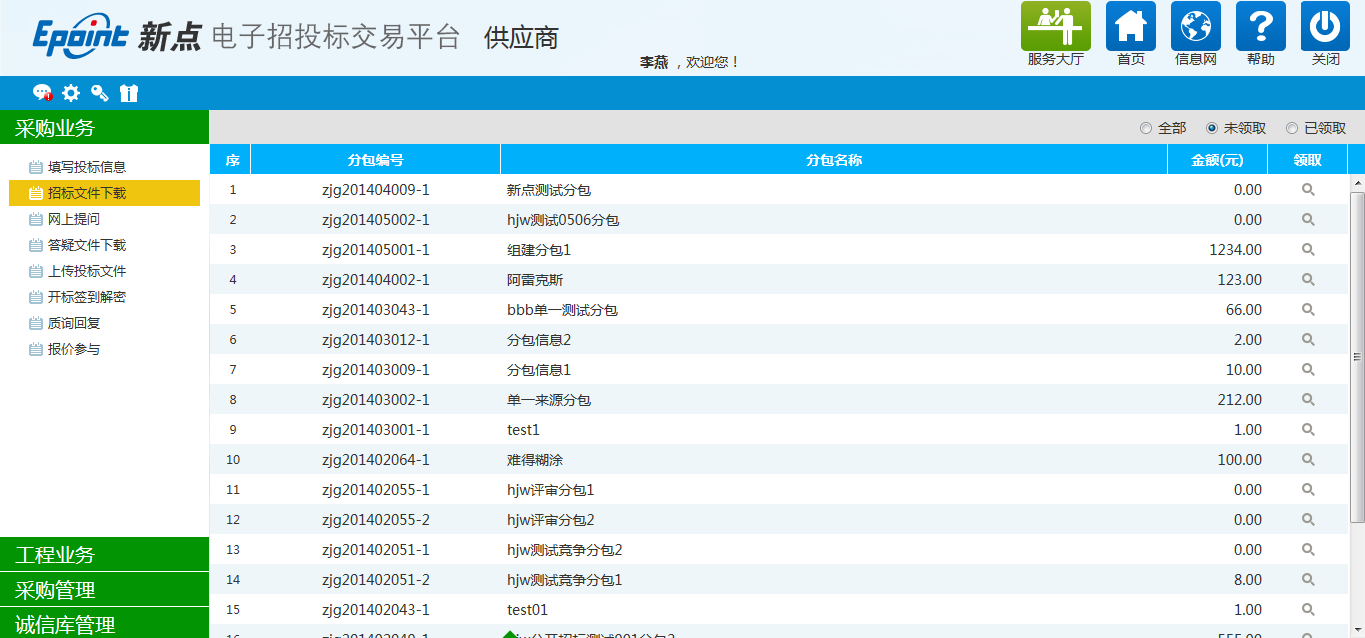 Epoint 新点 电子招投标交易平台 供应商
李燕 ，欢迎您！
服务大厅 首页 信息网 帮助 关闭
采购业务
全部 未领取 已领取
填写投标信息
招标文件下载
网上提问
答疑文件下载
上传投标文件
开标签到解密
质询回复
报价参与
工程业务
采购管理
诚信库管理
序 分包编号 分包名称 金额(元) 领取
1 zjg201404009-1 新点测试分包 0.00
2 zjg201405002-1 hjw测试0506分包 0.00
3 zjg201405001-1 组建分包1 1234.00
4 zjg201404002-1 阿雷克斯 123.00
5 zjg201403043-1 bbb单一测试分包 66.00
6 zjg201403012-1 分包信息2 2.00
7 zjg201403009-1 分包信息1 10.00
8 zjg201403002-1 单一来源分包 212.00
9 zjg201403001-1 test1 1.00
10 zjg201402064-1 难得糊涂 100.00
11 zjg201402055-1 hjw评审分包1 0.00
12 zjg201402055-2 hjw评审分包2 0.00
13 zjg201402051-1 hjw测试竞争分包2 0.00
14 zjg201402051-2 hjw测试竞争分包1 8.00
15 zjg201402043-1 test01 1.00